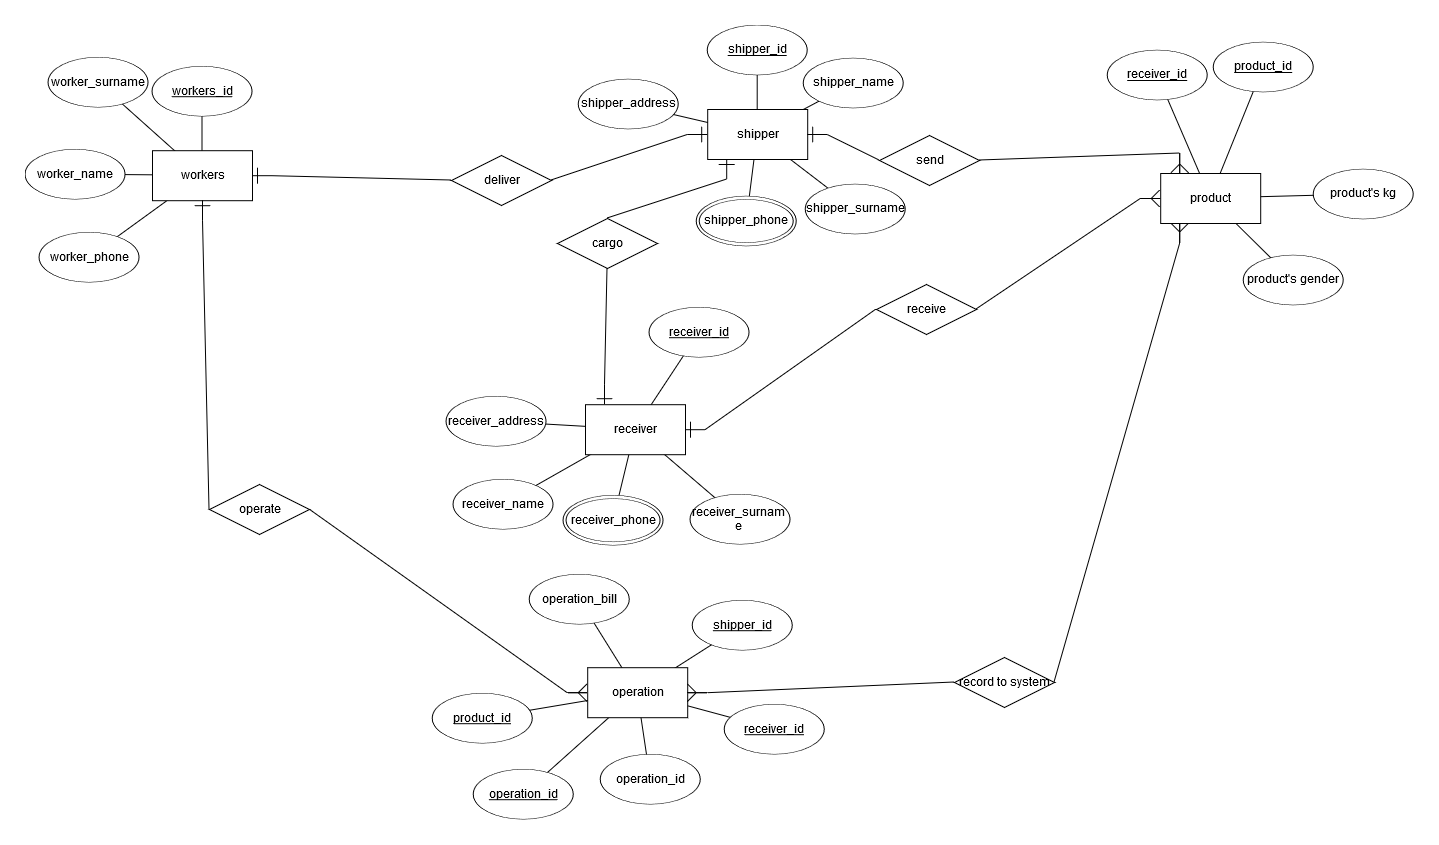 shipper_id
receiver_id
product_id
worker_surname
workers_id
shipper_address
shipper_name
shipper
send
workers
worker_name
deliver
product
product's kg
shipper_phone
shipper_surname
worker_phone
cargo
product's gender
receive
receiver_id
receiver_address
receiver
receiver_name
receiver_phone
receiver_surnam
e
operate
operation_bill
shipper_id
operation
record to system
product_id
receiver_id
operation_id
operation_id